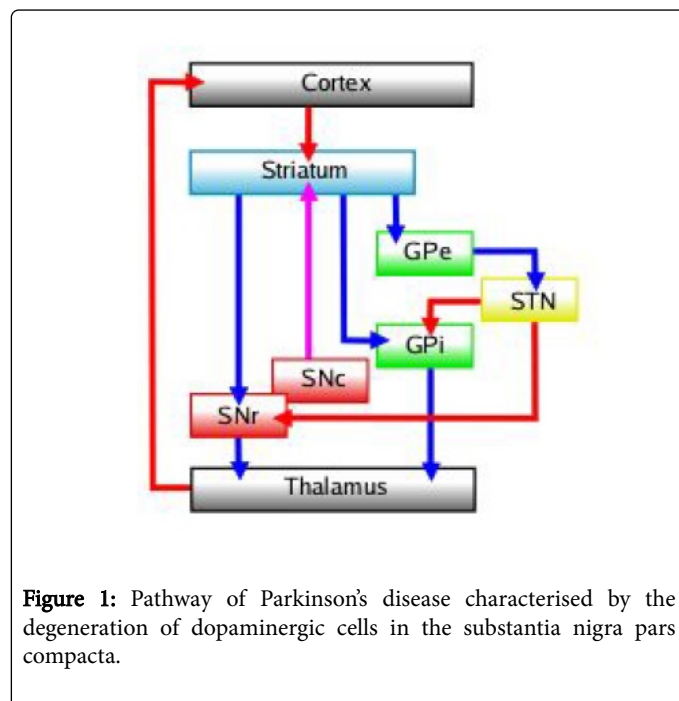 Cortex
Striatum
GPe
STN
GPi
SNc
SNr
Thalamus
Figure 1: Pathway of Parkinson's disease characterised by the
degeneration of dopaminergic cells in the substantia nigra pars
compacta.